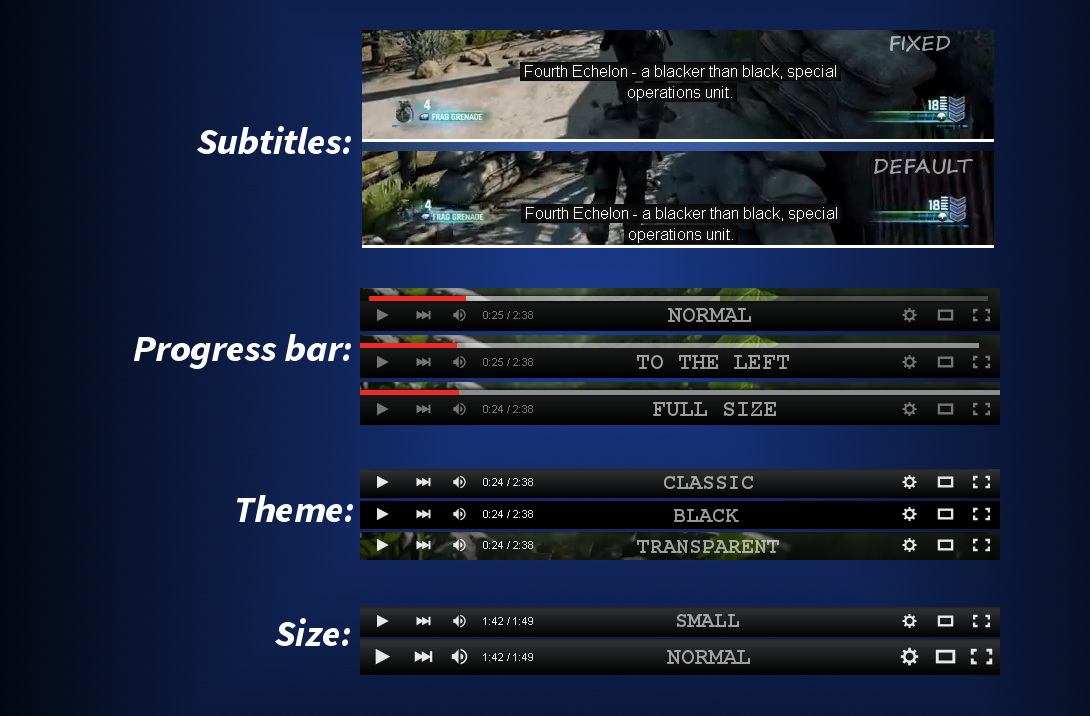 Subtitles:
FIXED
Fourth Echelon - a blacker than black, special
operations unit.
4
FRAG GRENADE
18
DEFAULT
4
FRAG GRENADE
18
Fourth Echelon - a blacker than black, special
operations unit.
Progress bar:
0:25 / 2:38
NORMAL
0:25 / 2:38
TO THE LEFT
0:24 / 2:38
FULL SIZE
Theme:
0:24 / 2:38
CLASSIC
0:24 / 2:38
BLACK
0:24 / 2:38
TRANSPARENT
Size:
1:42 / 1:49
SMALL
1:42 / 1:49
NORMAL